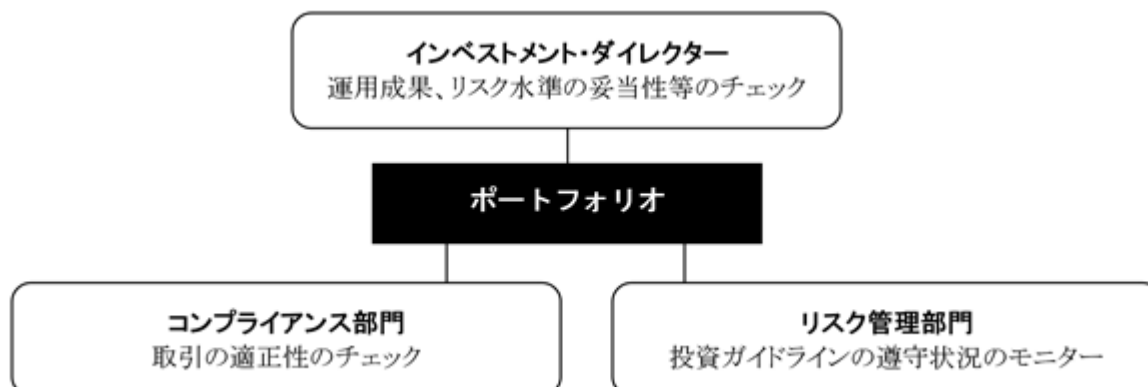 インベストメント・ダイレクター
運用成果、リスク水準の妥当性等のチェック
ポートフォリオ
コンプライアンス部門
取引の適正性のチェック
リスク管理部門
投資ガイドラインの遵守状況のモニター